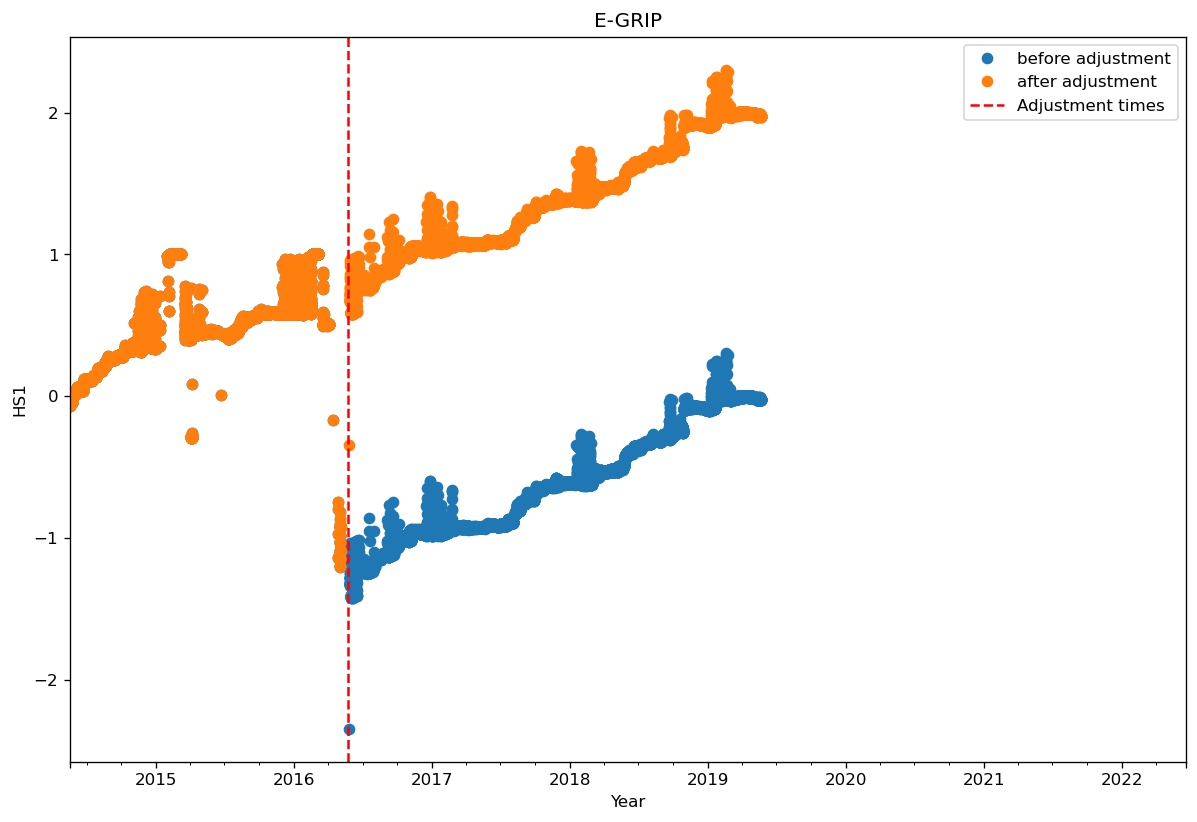 E-GRIP
before adjustment
after adjustment
Adjustment times
HS1
2
1
0
−1
−2
2015 2016 2017 2018 2019 2020 2021 2022
Year